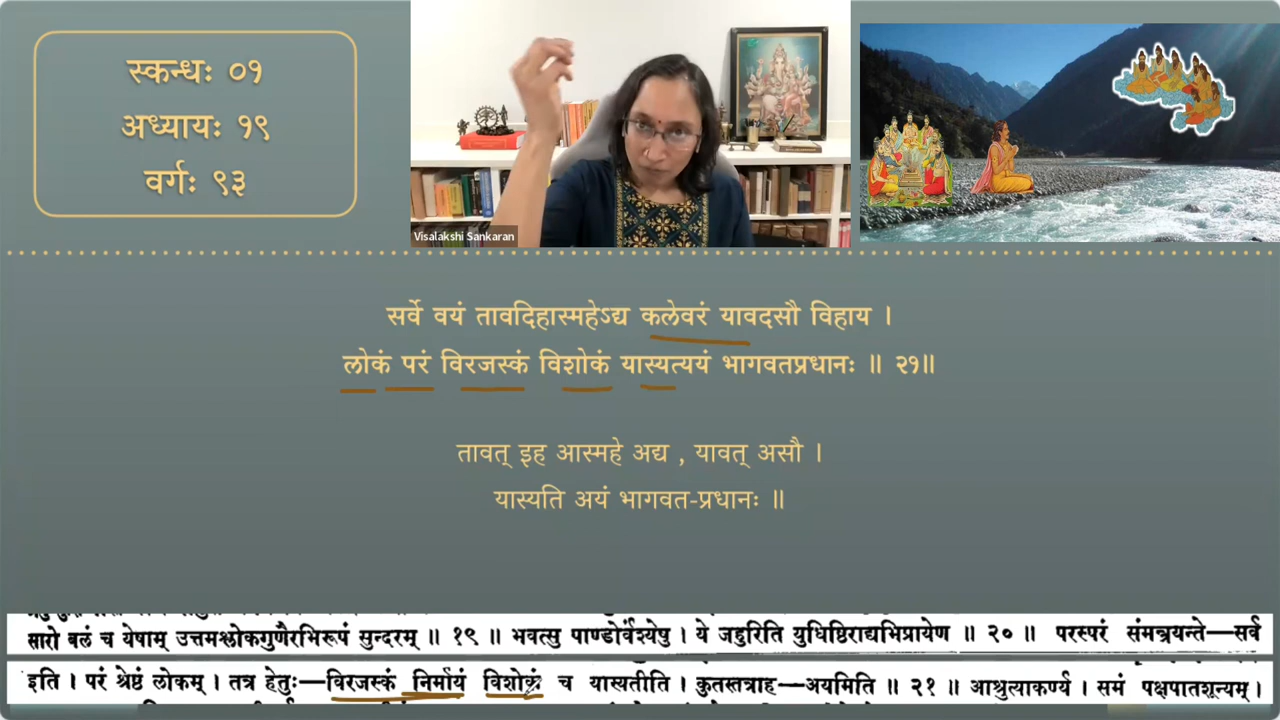 स्कन्धः ०१
अध्यायः १९
वर्गः ९३
Visalakshi Sankaran
सर्वे वयं तावदिहास्महेऽद्य कलेवरं यावदसौ विहाय ।
लोकं परं विरजस्कं विशोकं यास्यत्ययं भागवतप्रधानः ॥ २१॥
तावत् इह आस्महे अद्य , यावत् असौ ।
यास्यति अयं भागवत-प्रधानः ॥
सारो बलं च येषाम् उत्तमश्लोकगुणैरभिरूपं सुन्दरम् ॥ १९ ॥ भवत्सु पाण्डोर्वंश्येषु । ये जहुरिति युधिष्ठिराद्यभिप्रायेण ॥ २० ॥ परस्परं संमन्त्रयन्ते—सर्व
इति । परं श्रेष्ठं लोकम् । तत्र हेतुः—विरजस्कं निर्मायं विशोकं च यास्यतीति । कुतस्तत्राह—अयमिति ॥ २१ ॥ आश्रुत्याकर्ण्य । समं पक्षपातशून्यम् ।